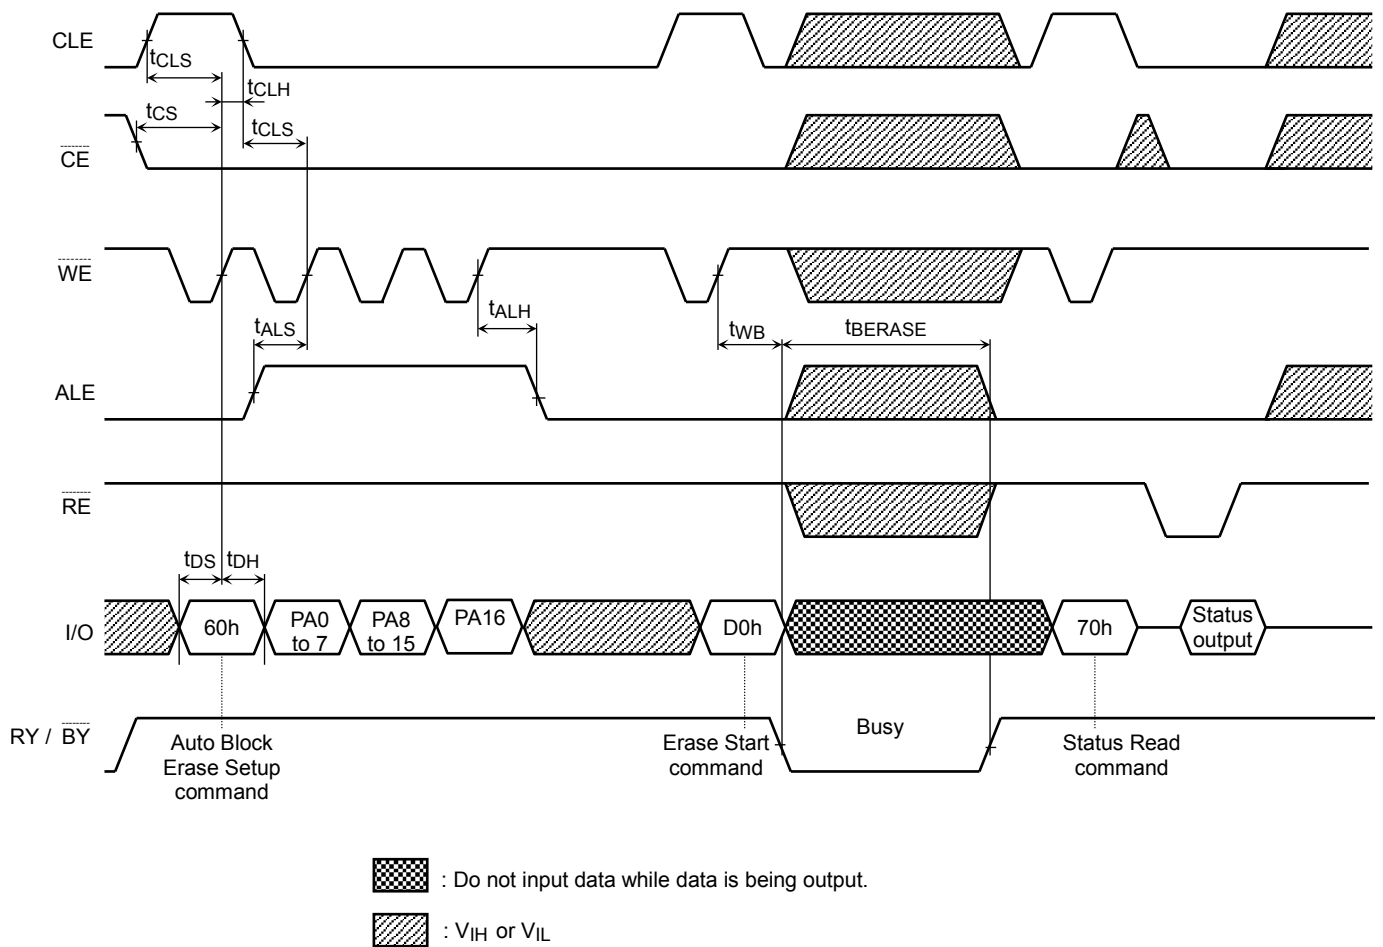 CLE
tCLS
tCLH
tCS
tCLS
CE
WE
tALS
tALH
tWB
tBERASE
ALE
RE
tDS
tDH
I/O
60h
PA0
to 7
PA8
to 15
PA16
D0h
70h
Status
output
RY / BY
Busy
Auto Block
Erase Setup
command
Erase Start
command
Status Read
command
: Do not input data while data is being output.
: VIH or VIL